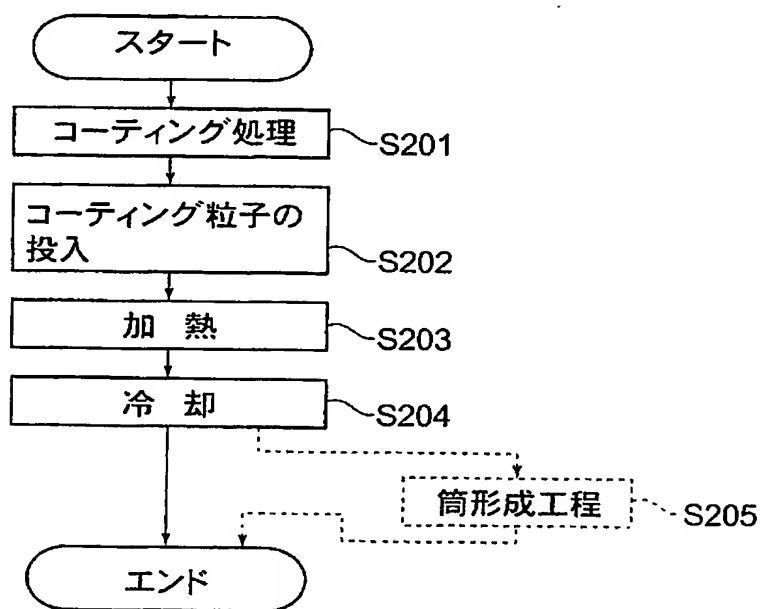 スタート
コーティング処理
S201
コーティング粒子の
投入
S202
加 熱
S203
冷 却
S204
筒形成工程
S205
エンド